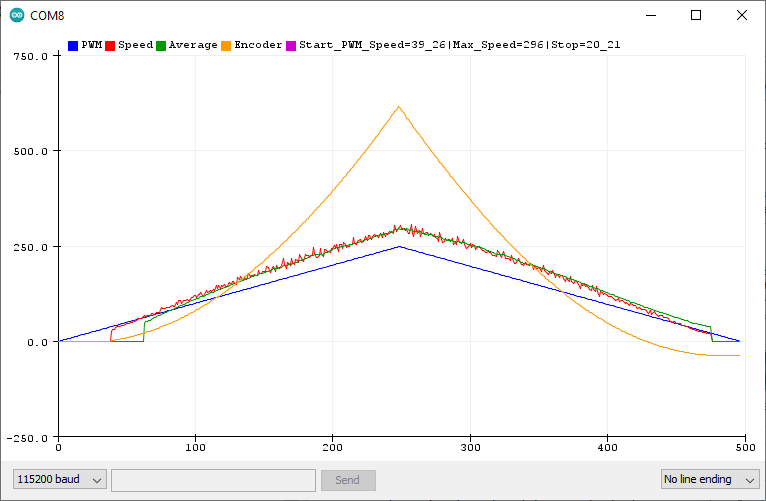 COM8
PWM Speed Average Encoder Start_PWM_Speed=39_26|Max_Speed=296|Stop=20_21
750.0
500.0
250.0
0.0
-250.0
0 100 200 300 400 500
115200 baud Send No line ending